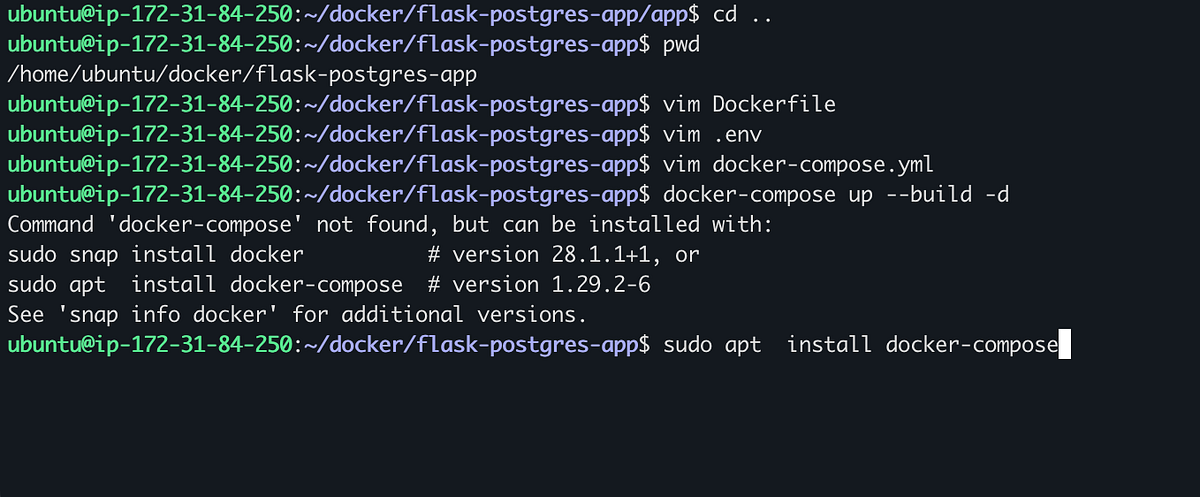 ubuntu@ip-172-31-84-250:~/docker/flask-postgres-app/app$ cd ..
ubuntu@ip-172-31-84-250:~/docker/flask-postgres-app$ pwd
/home/ubuntu/docker/flask-postgres-app
ubuntu@ip-172-31-84-250:~/docker/flask-postgres-app$ vim Dockerfile
ubuntu@ip-172-31-84-250:~/docker/flask-postgres-app$ vim .env
ubuntu@ip-172-31-84-250:~/docker/flask-postgres-app$ vim docker-compose.yml
ubuntu@ip-172-31-84-250:~/docker/flask-postgres-app$ docker-compose up --build -d
Command 'docker-compose' not found, but can be installed with:
sudo snap install docker          # version 28.1.1+1, or
sudo apt  install docker-compose  # version 1.29.2-6
See 'snap info docker' for additional versions.
ubuntu@ip-172-31-84-250:~/docker/flask-postgres-app$ sudo apt  install docker-compose